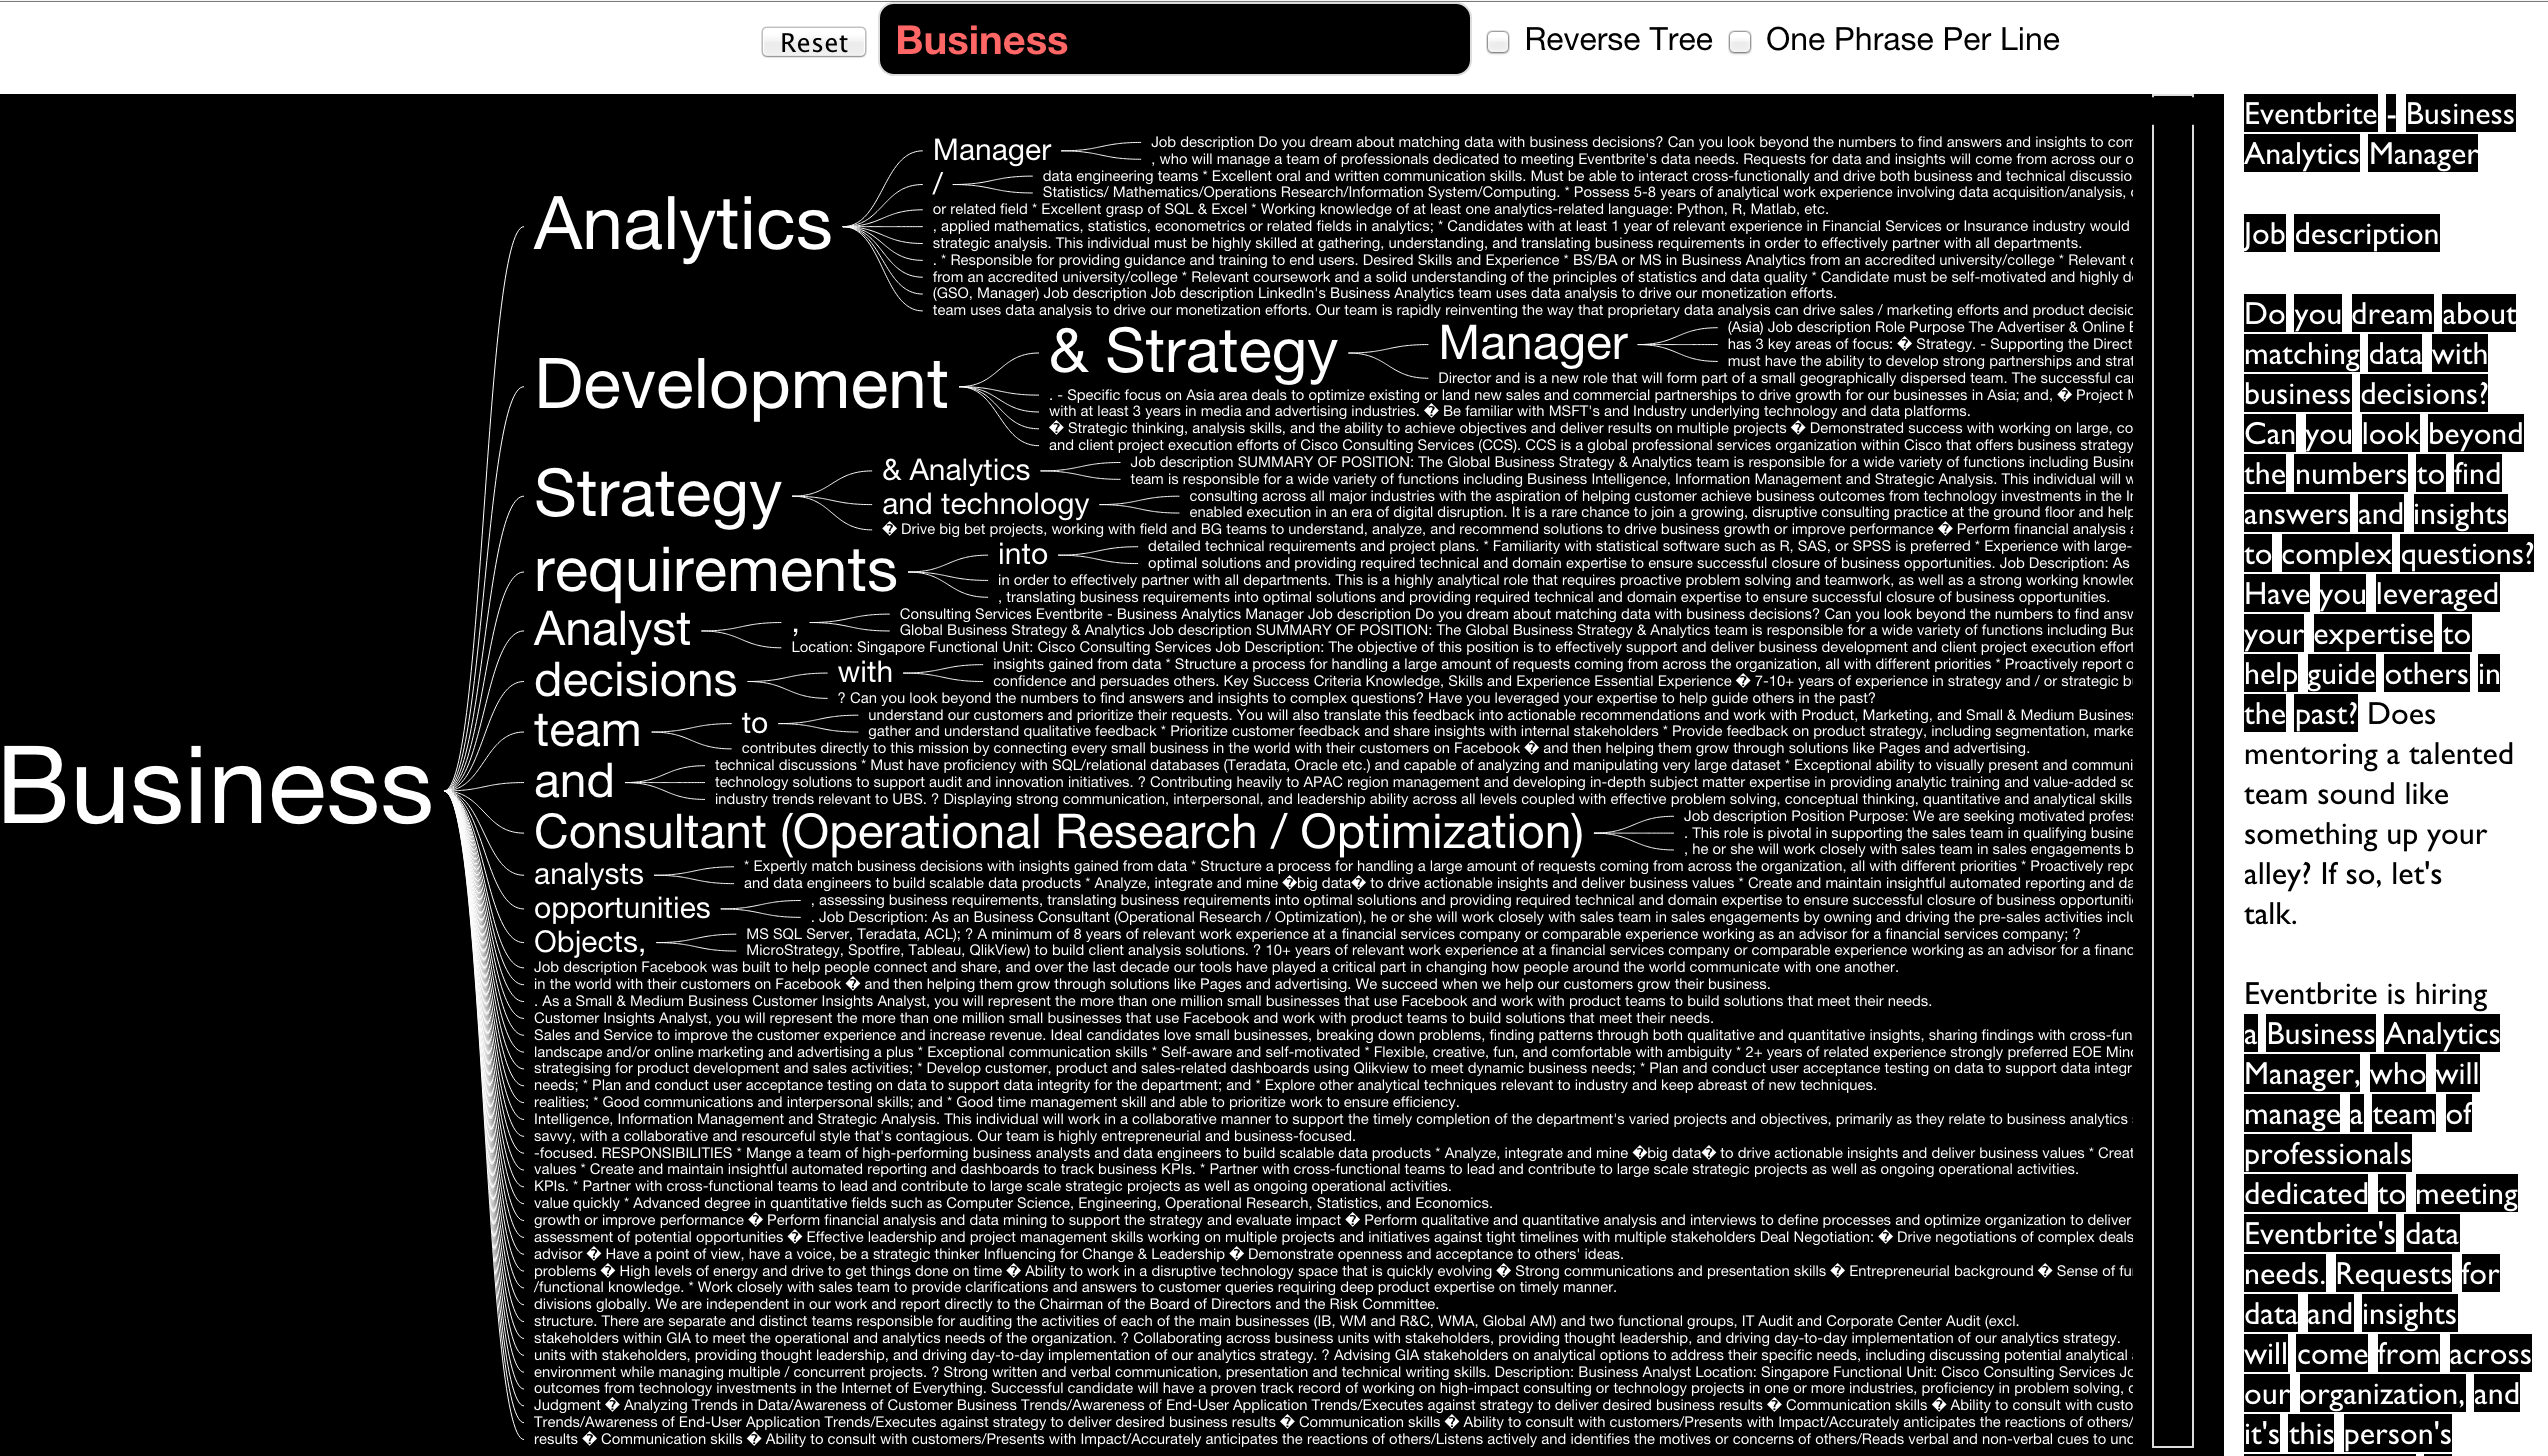 Reset
Business
Reverse Tree
One Phrase Per Line
Business
Analytics
Manager
Job description Do you dream about matching data with business decisions? Can you look beyond the numbers to find answers and insights to com
, who will manage a team of professionals dedicated to meeting Eventbrite's data needs. Requests for data and insights will come from across our o
/
data engineering teams * Excellent oral and written communication skills. Must be able to interact cross-functionally and drive both business and technical discussio
Statistics/ Mathematics/Operations Research/Information System/Computing. * Possess 5-8 years of analytical work experience involving data acquisition/analysis,
or related field * Excellent grasp of SQL & Excel * Working knowledge of at least one analytics-related language: Python, R, Matlab, etc.
, applied mathematics, statistics, econometrics or related fields in analytics; * Candidates with at least 1 year of relevant experience in Financial Services or Insurance industry would
strategic analysis. This individual must be highly skilled at gathering, understanding, and translating business requirements in order to effectively partner with all departments.
. * Responsible for providing guidance and training to end users. Desired Skills and Experience * BS/BA or MS in Business Analytics from an accredited university/college * Relevant
from an accredited university/college * Relevant coursework and a solid understanding of the principles of statistics and data quality * Candidate must be self-motivated and highly d
(GSO, Manager) Job description Job description LinkedIn's Business Analytics team uses data analysis to drive our monetization efforts.
team uses data analysis to drive our monetization efforts. Our team is rapidly reinventing the way that proprietary data analysis can drive sales / marketing efforts and product decisic
Development
& Strategy
Manager
(Asia) Job description Role Purpose The Advertiser & Online E
has 3 key areas of focus: � Strategy. - Supporting the Direct
must have the ability to develop strong partnerships and strat
Director and is a new role that will form part of a small geographically dispersed team. The successful ca
. - Specific focus on Asia area deals to optimize existing or land new sales and commercial partnerships to drive growth for our businesses in Asia; and, � Project M
with at least 3 years in media and advertising industries. � Be familiar with MSFT's and Industry underlying technology and data platforms.
� Strategic thinking, analysis skills, and the ability to achieve objectives and deliver results on multiple projects � Demonstrated success with working on large, co
and client project execution efforts of Cisco Consulting Services (CCS). CCS is a global professional services organization within Cisco that offers business strategy
Strategy
& Analytics
Job description SUMMARY OF POSITION: The Global Business Strategy & Analytics team is responsible for a wide variety of functions including Busine
team is responsible for a wide variety of functions including Business Intelligence, Information Management and Strategic Analysis. This individual will w
and technology
consulting across all major industries with the aspiration of helping customer achieve business outcomes from technology investments in the I
enabled execution in an era of digital disruption. It is a rare chance to join a growing, disruptive consulting practice at the ground floor and help
� Drive big bet projects, working with field and BG teams to understand, analyze, and recommend solutions to drive business growth or improve performance � Perform financial analysis
requirements
into
detailed technical requirements and project plans. * Familiarity with statistical software such as R, SAS, or SPSS is preferred * Experience with large-
optimal solutions and providing required technical and domain expertise to ensure successful closure of business opportunities. Job Description: As
in order to effectively partner with all departments. This is a highly analytical role that requires proactive problem solving and teamwork, as well as a strong working knowlec
, translating business requirements into optimal solutions and providing required technical and domain expertise to ensure successful closure of business opportunities.
Analyst
,
Consulting Services Eventbrite - Business Analytics Manager Job description Do you dream about matching data with business decisions? Can you look beyond the numbers to find answ
Global Business Strategy & Analytics Job description SUMMARY OF POSITION: The Global Business Strategy & Analytics team is responsible for a wide variety of functions including Bus
Location: Singapore Functional Unit: Cisco Consulting Services Job Description: The objective of this position is to effectively support and deliver business development and client project execution effort
decisions
with
insights gained from data * Structure a process for handling a large amount of requests coming from across the organization, all with different priorities * Proactively report o
confidence and persuades others. Key Success Criteria Knowledge, Skills and Experience Essential Experience � 7-10+ years of experience in strategy and / or strategic b
? Can you look beyond the numbers to find answers and insights to complex questions? Have you leveraged your expertise to help guide others in the past?
team
to
understand our customers and prioritize their requests. You will also translate this feedback into actionable recommendations and work with Product, Marketing, and Small & Medium Business
gather and understand qualitative feedback * Prioritize customer feedback and share insights with internal stakeholders * Provide feedback on product strategy, including segmentation, marke
contributes directly to this mission by connecting every small business in the world with their customers on Facebook � and then helping them grow through solutions like Pages and advertising.
and
technical discussions * Must have proficiency with SQL/relational databases (Teradata, Oracle etc.) and capable of analyzing and manipulating very large dataset * Exceptional ability to visually present and communi
technology solutions to support audit and innovation initiatives. ? Contributing heavily to APAC region management and developing in-depth subject matter expertise in providing analytic training and value-added so
industry trends relevant to UBS. ? Displaying strong communication, interpersonal, and leadership ability across all levels coupled with effective problem solving, conceptual thinking, quantitative and analytical skills
Consultant (Operational Research / Optimization)
Job description Position Purpose: We are seeking motivated profess
. This role is pivotal in supporting the sales team in qualifying busine
, he or she will work closely with sales team in sales engagements b
analysts
* Expertly match business decisions with insights gained from data * Structure a process for handling a large amount of requests coming from across the organization, all with different priorities * Proactively repo
and data engineers to build scalable data products * Analyze, integrate and mine �big data� to drive actionable insights and deliver business values * Create and maintain insightful automated reporting and da
opportunities
, assessing business requirements, translating business requirements into optimal solutions and providing required technical and domain expertise to ensure successful closure of business opportuniti
. Job Description: As an Business Consultant (Operational Research / Optimization), he or she will work closely with sales team in sales engagements by owning and driving the pre-sales activities inclu
Objects,
MS SQL Server, Teradata, ACL); ? A minimum of 8 years of relevant work experience at a financial services company or comparable experience working as an advisor for a financial services company; ?
MicroStrategy, Spotfire, Tableau, QlikView) to build client analysis solutions. ? 10+ years of relevant work experience at a financial services company or comparable experience working as an advisor for a financ
Job description Facebook was built to help people connect and share, and over the last decade our tools have played a critical part in changing how people around the world communicate with one another.
in the world with their customers on Facebook � and then helping them grow through solutions like Pages and advertising. We succeed when we help our customers grow their business.
. As a Small & Medium Business Customer Insights Analyst, you will represent the more than one million small businesses that use Facebook and work with product teams to build solutions that meet their needs.
Customer Insights Analyst, you will represent the more than one million small businesses that use Facebook and work with product teams to build solutions that meet their needs.
Sales and Service to improve the customer experience and increase revenue. Ideal candidates love small businesses, breaking down problems, finding patterns through both qualitative and quantitative insights, sharing findings with cross-fun
landscape and/or online marketing and advertising a plus * Exceptional communication skills * Self-aware and self-motivated * Flexible, creative, fun, and comfortable with ambiguity * 2+ years of related experience strongly preferred EOE Mino
strategising for product development and sales activities; * Develop customer, product and sales-related dashboards using Qlikview to meet dynamic business needs; * Plan and conduct user acceptance testing on data to support data integr
needs; * Plan and conduct user acceptance testing on data to support data integrity for the department; and * Explore other analytical techniques relevant to industry and keep abreast of new techniques.
realities; * Good communications and interpersonal skills; and * Good time management skill and able to prioritize work to ensure efficiency.
Intelligence, Information Management and Strategic Analysis. This individual will work in a collaborative manner to support the timely completion of the department's varied projects and objectives, primarily as they relate to business analytics
savvy, with a collaborative and resourceful style that's contagious. Our team is highly entrepreneurial and business-focused.
-focused. RESPONSIBILITIES * Mange a team of high-performing business analysts and data engineers to build scalable data products * Analyze, integrate and mine �big data� to drive actionable insights and deliver business values * Creat
values * Create and maintain insightful automated reporting and dashboards to track business KPIs. * Partner with cross-functional teams to lead and contribute to large scale strategic projects as well as ongoing operational activities.
KPIs. * Partner with cross-functional teams to lead and contribute to large scale strategic projects as well as ongoing operational activities.
value quickly * Advanced degree in quantitative fields such as Computer Science, Engineering, Operational Research, Statistics, and Economics.
growth or improve performance � Perform financial analysis and data mining to support the strategy and evaluate impact � Perform qualitative and quantitative analysis and interviews to define processes and optimize organization to deliver
assessment of potential opportunities � Effective leadership and project management skills working on multiple projects and initiatives against tight timelines with multiple stakeholders Deal Negotiation: � Drive negotiations of complex deals
advisor � Have a point of view, have a voice, be a strategic thinker Influencing for Change & Leadership � Demonstrate openness and acceptance to others' ideas.
problems � High levels of energy and drive to get things done on time � Ability to work in a disruptive technology space that is quickly evolving � Strong communications and presentation skills � Entrepreneurial background � Sense of fu
/functional knowledge. * Work closely with sales team to provide clarifications and answers to customer queries requiring deep product expertise on timely manner.
divisions globally. We are independent in our work and report directly to the Chairman of the Board of Directors and the Risk Committee.
structure. There are separate and distinct teams responsible for auditing the activities of each of the main businesses (IB, WM and R&C, WMA, Global AM) and two functional groups, IT Audit and Corporate Center Audit (excl.
stakeholders within GIA to meet the operational and analytics needs of the organization. ? Collaborating across business units with stakeholders, providing thought leadership, and driving day-to-day implementation of our analytics strategy.
units with stakeholders, providing thought leadership, and driving day-to-day implementation of our analytics strategy. ? Advising GIA stakeholders on analytical options to address their specific needs, including discussing potential analytical
environment while managing multiple / concurrent projects. ? Strong written and verbal communication, presentation and technical writing skills. Description: Business Analyst Location: Singapore Functional Unit: Cisco Consulting Services Jo
outcomes from technology investments in the Internet of Everything. Successful candidate will have a proven track record of working on high-impact consulting or technology projects in one or more industries, proficiency in problem solving, c
Judgment � Analyzing Trends in Data/Awareness of Customer Business Trends/Awareness of End-User Application Trends/Executes against strategy to deliver desired business results � Communication skills � Ability to consult with custo
Trends/Awareness of End-User Application Trends/Executes against strategy to deliver desired business results � Communication skills � Ability to consult with customers/Presents with Impact/Accurately anticipates the reactions of others/
results � Communication skills � Ability to consult with customers/Presents with Impact/Accurately anticipates the reactions of others/Listens actively and identifies the motives or concerns of others/Reads verbal and non-verbal cues to unc
Eventbrite - Business
Analytics Manager
Job description
Do you dream about
matching data with
business decisions?
Can you look beyond
the numbers to find
answers and insights
to complex questions?
Have you leveraged
your expertise to
help guide others in
the past? Does
mentoring a talented
team sound like
something up your
alley? If so, let's
talk.
Eventbrite is hiring
a Business Analytics
Manager, who will
manage a team of
professionals
dedicated to meeting
Eventbrite's data
needs. Requests for
data and insights
will come from across
our organization, and
it's this person's